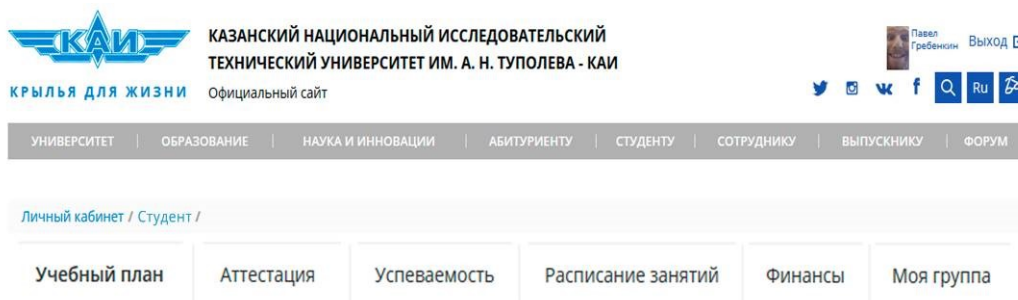 КАИ
КРЫЛЬЯ ДЛЯ ЖИЗНИ
КАЗАНСКИЙ НАЦИОНАЛЬНЫЙ ИССЛЕДОВАТЕЛЬСКИЙ
ТЕХНИЧЕСКИЙ УНИВЕРСИТЕТ ИМ. А. Н. ТУПОЛЕВА - КАИ
Официальный сайт
Павел
Гребенкин
Выход
Ru
УНИВЕРСИТЕТ | ОБРАЗОВАНИЕ | НАУКА И ИННОВАЦИИ | АБИТУРИЕНТУ | СТУДЕНТУ | СОТРУДНИКУ | ВЫПУСКНИКУ | ФОРУМ
Личный кабинет / Студент /
Учебный план Аттестация Успеваемость Расписание занятий Финансы Моя группа